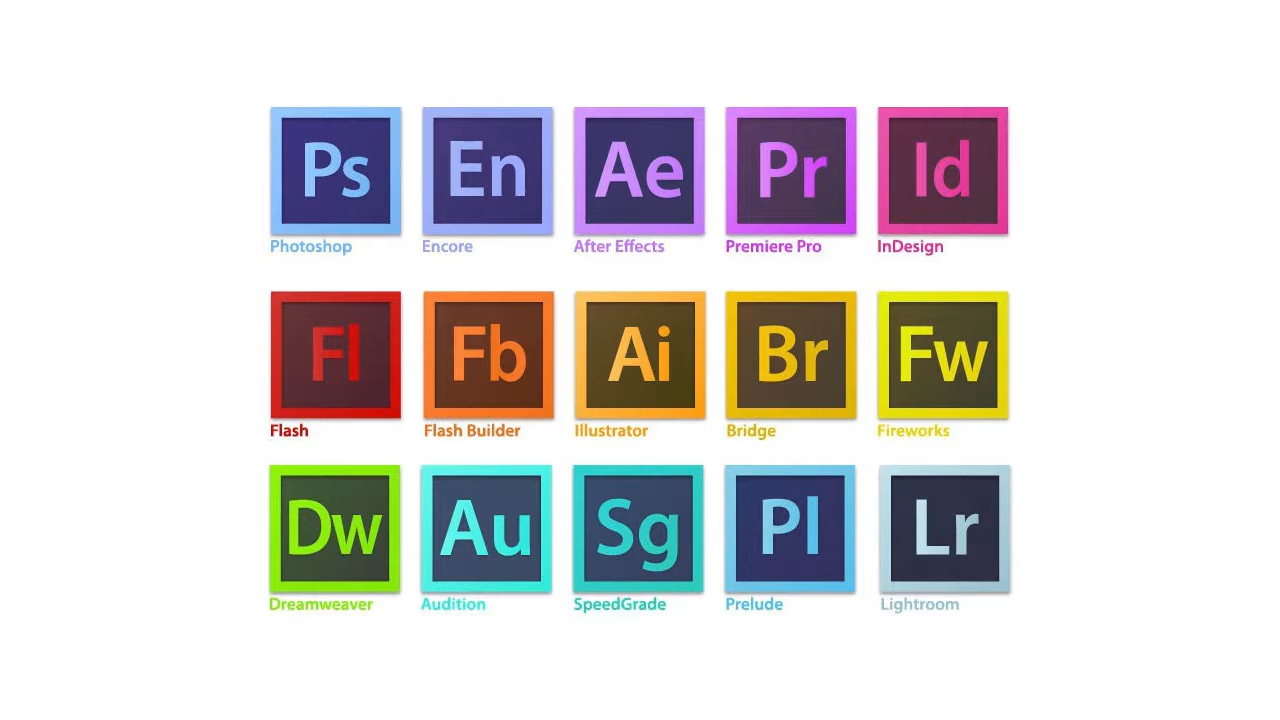 Ps En Ae Pr Id
Photoshop Encore After Effects Premiere Pro InDesign
Fl Fb Ai Br Fw
Flash Flash Builder Illustrator Bridge Fireworks
Dw Au Sg Pl Lr
Dreamweaver Audition SpeedGrade Prelude Lightroom